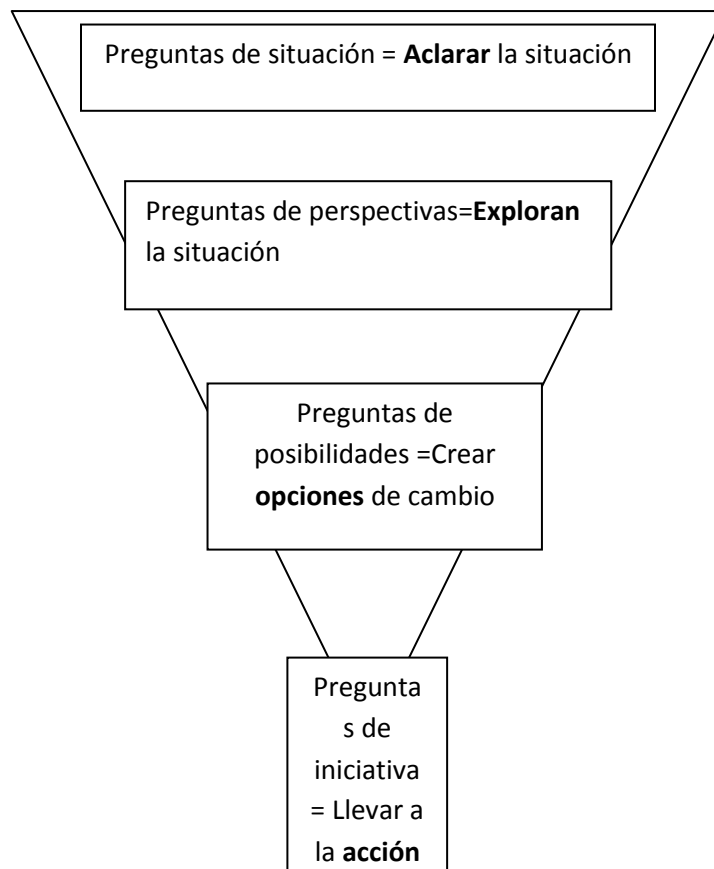 Preguntas de situación = Aclarar la situación
Preguntas de perspectivas=Exploran
la situación
Preguntas de
posibilidades =Crear
opciones de cambio
Pregunta
s de
iniciativa
= Llevar a
la acción